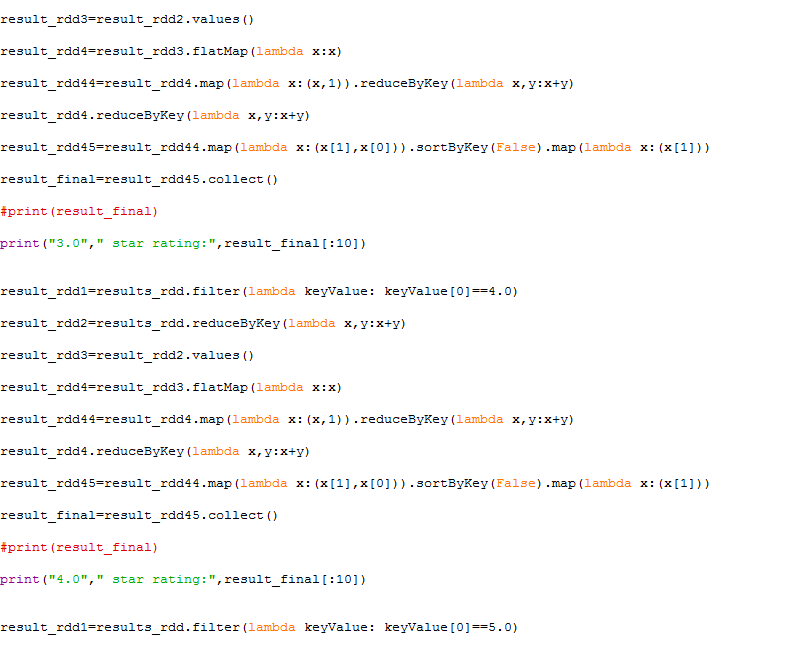 result_rdd3=result_rdd2.values()
result_rdd4=result_rdd3.flatMap(lambda x:x)
result_rdd44=result_rdd4.map(lambda x:(x,1)).reduceByKey(lambda x,y:x+y)
result_rdd4.reduceByKey(lambda x,y:x+y)
result_rdd45=result_rdd44.map(lambda x:(x[1],x[0])).sortByKey(False).map(lambda x:(x[1]))
result_final=result_rdd45.collect()
#print(result_final)
print("3.0"," star rating:",result_final[:10])
result_rdd1=results_rdd.filter(lambda keyValue: keyValue[0]==4.0)
result_rdd2=results_rdd.reduceByKey(lambda x,y:x+y)
result_rdd3=result_rdd2.values()
result_rdd4=result_rdd3.flatMap(lambda x:x)
result_rdd44=result_rdd4.map(lambda x:(x,1)).reduceByKey(lambda x,y:x+y)
result_rdd4.reduceByKey(lambda x,y:x+y)
result_rdd45=result_rdd44.map(lambda x:(x[1],x[0])).sortByKey(False).map(lambda x:(x[1]))
result_final=result_rdd45.collect()
#print(result_final)
print("4.0"," star rating:",result_final[:10])
result_rdd1=results_rdd.filter(lambda keyValue: keyValue[0]==5.0)